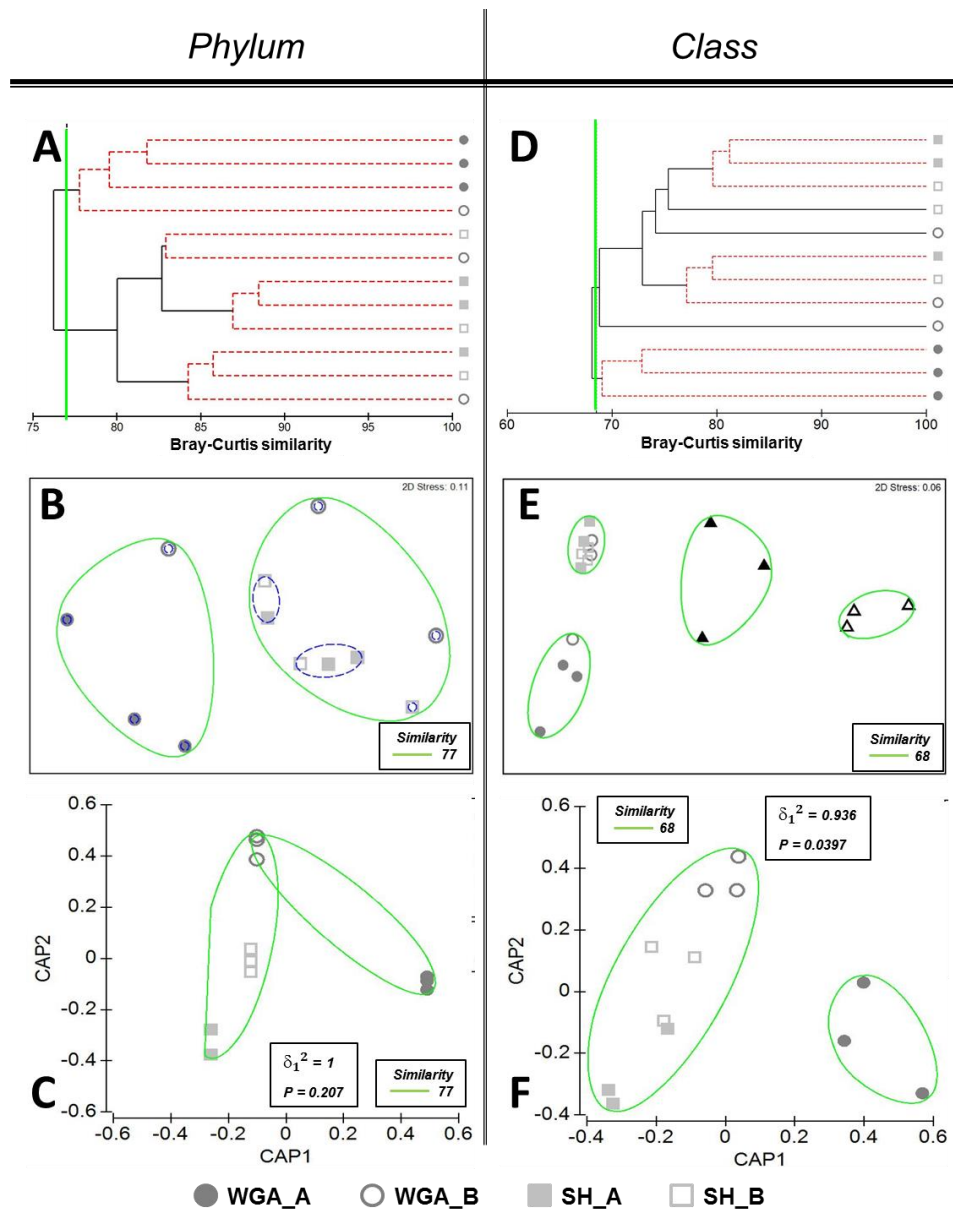 Phylum
Class
A
75 80 85 90 95 100
Bray-Curtis similarity
D
60 70 80 90 100
Bray-Curtis similarity
B
2D Stress: 0.11
Similarity
77
E
2D Stress: 0.06
Similarity
68
C
0.6
0.4
0.2
0
-0.2
-0.4
-0.6
CAP2
δ₁² = 1
P = 0.207
Similarity
77
-0.6 -0.4 -0.2 0 0.2 0.4 0.6
CAP1
F
0.6
0.4
0.2
0
-0.2
-0.4
CAP2
Similarity
68
δ₁² = 0.936
P = 0.0397
-0.4 -0.2 0 0.2 0.4 0.6
CAP1
WGA_A WGA_B SH_A SH_B